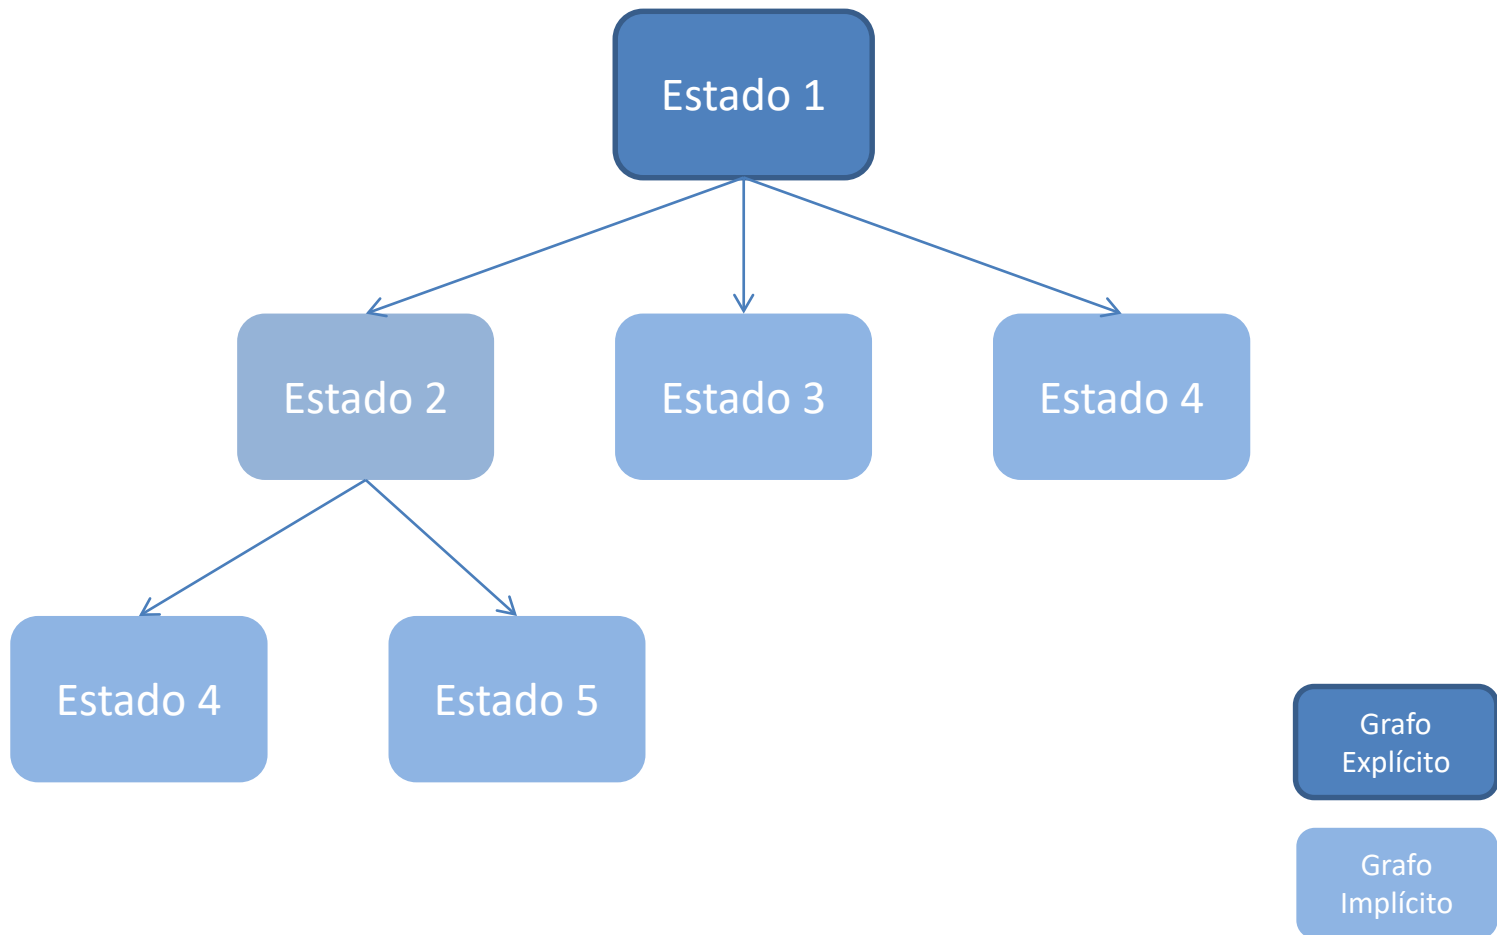 Estado 1
Estado 2
Estado 3
Estado 4
Estado 4
Estado 5
Grafo
Explícito
Grafo
Implícito